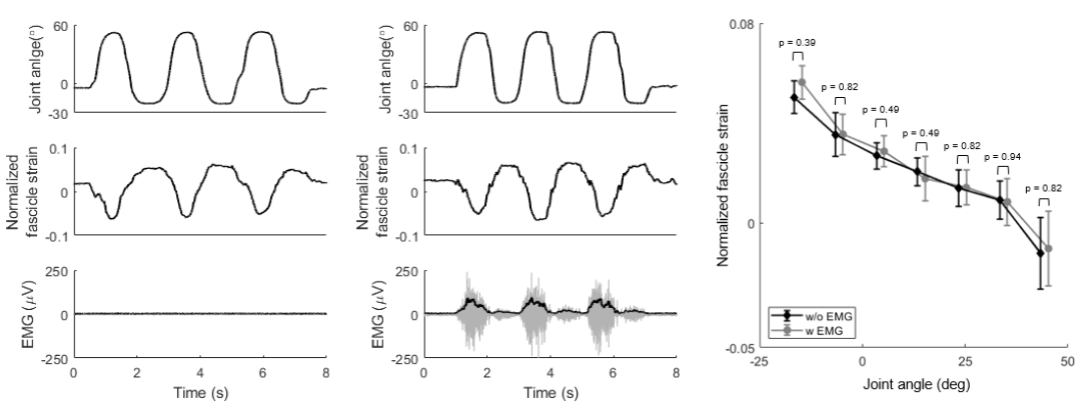 60
0
-30
Joint anlge(°)
0.1
0
-0.1
Normalized
fascicle strain
250
0
-250
EMG (μV)
0 2 4 6 8
Time (s)
60
0
-30
Joint anlge(°)
0.1
0
-0.1
Normalized
fascicle strain
250
0
-250
EMG (μV)
0 2 4 6 8
Time (s)
0.08
0
-0.05
Normalized fascicle strain
p = 0.39
p = 0.82
p = 0.49
p = 0.49
p = 0.82
p = 0.94
p = 0.82
w/o EMG
w EMG
-25 0 25 50
Joint angle (deg)